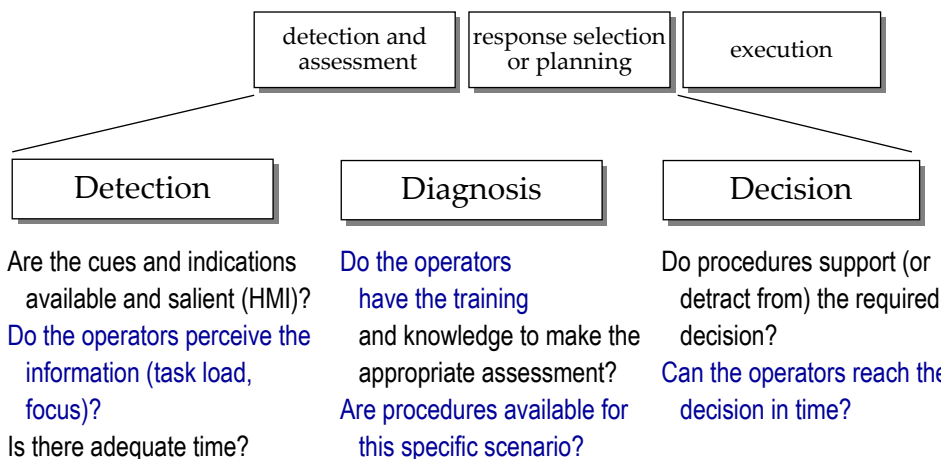 detection and
assessment
response selection
or planning
execution
Detection
Diagnosis
Decision
Are the cues and indications
available and salient (HMI)?
Do the operators perceive the
information (task load,
focus)?
Is there adequate time?
Do the operators
have the training
and knowledge to make the
appropriate assessment?
Are procedures available for
this specific scenario?
Do procedures support (or
detract from) the required
decision?
Can the operators reach the
decision in time?